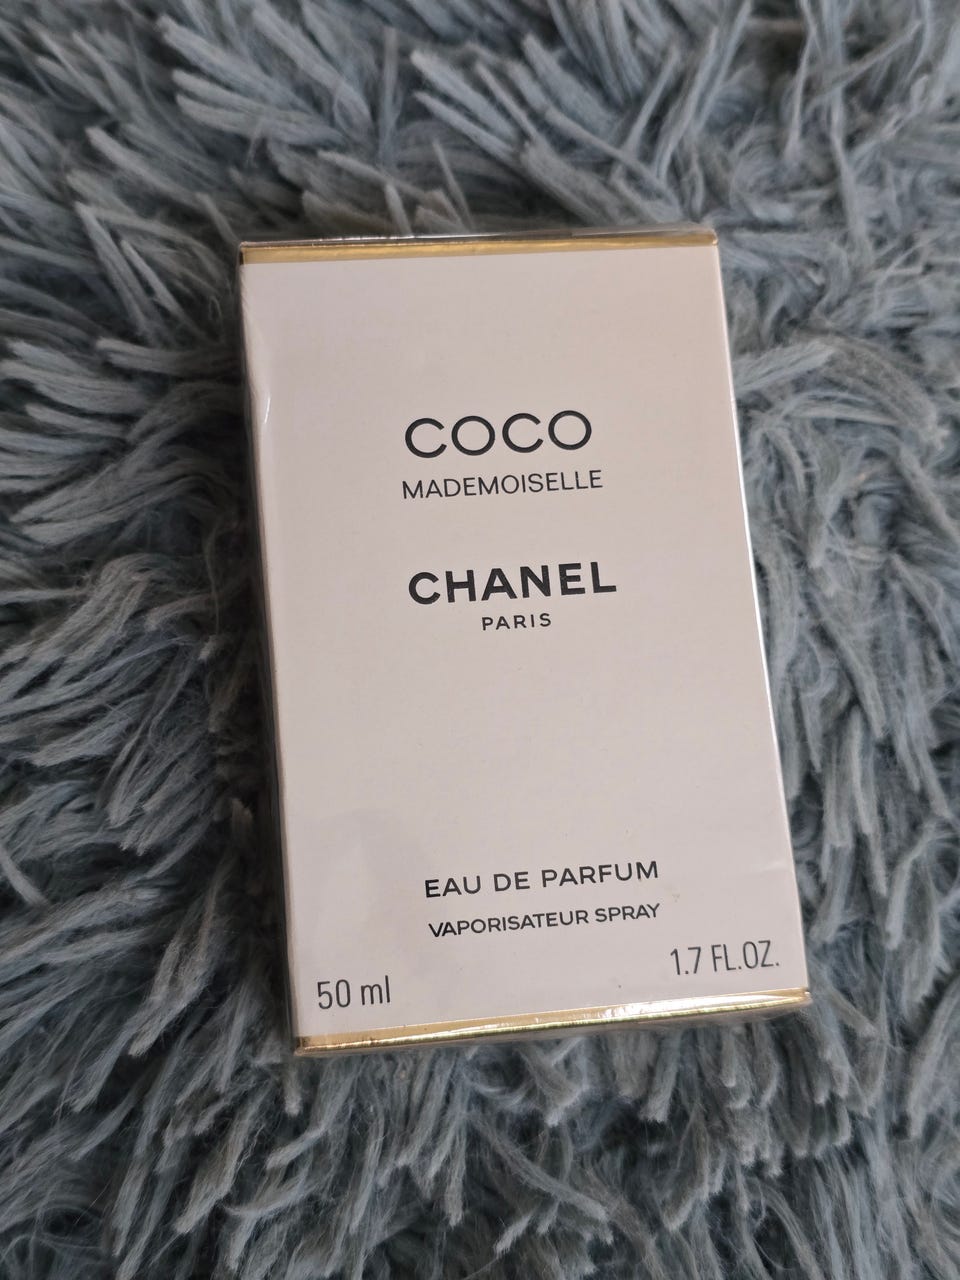 COCO
MADEMOISELLE
CHANEL
PARIS
EAU DE PARFUM
VAPORISATEUR SPRAY
50 ml
1.7 FL.OZ.